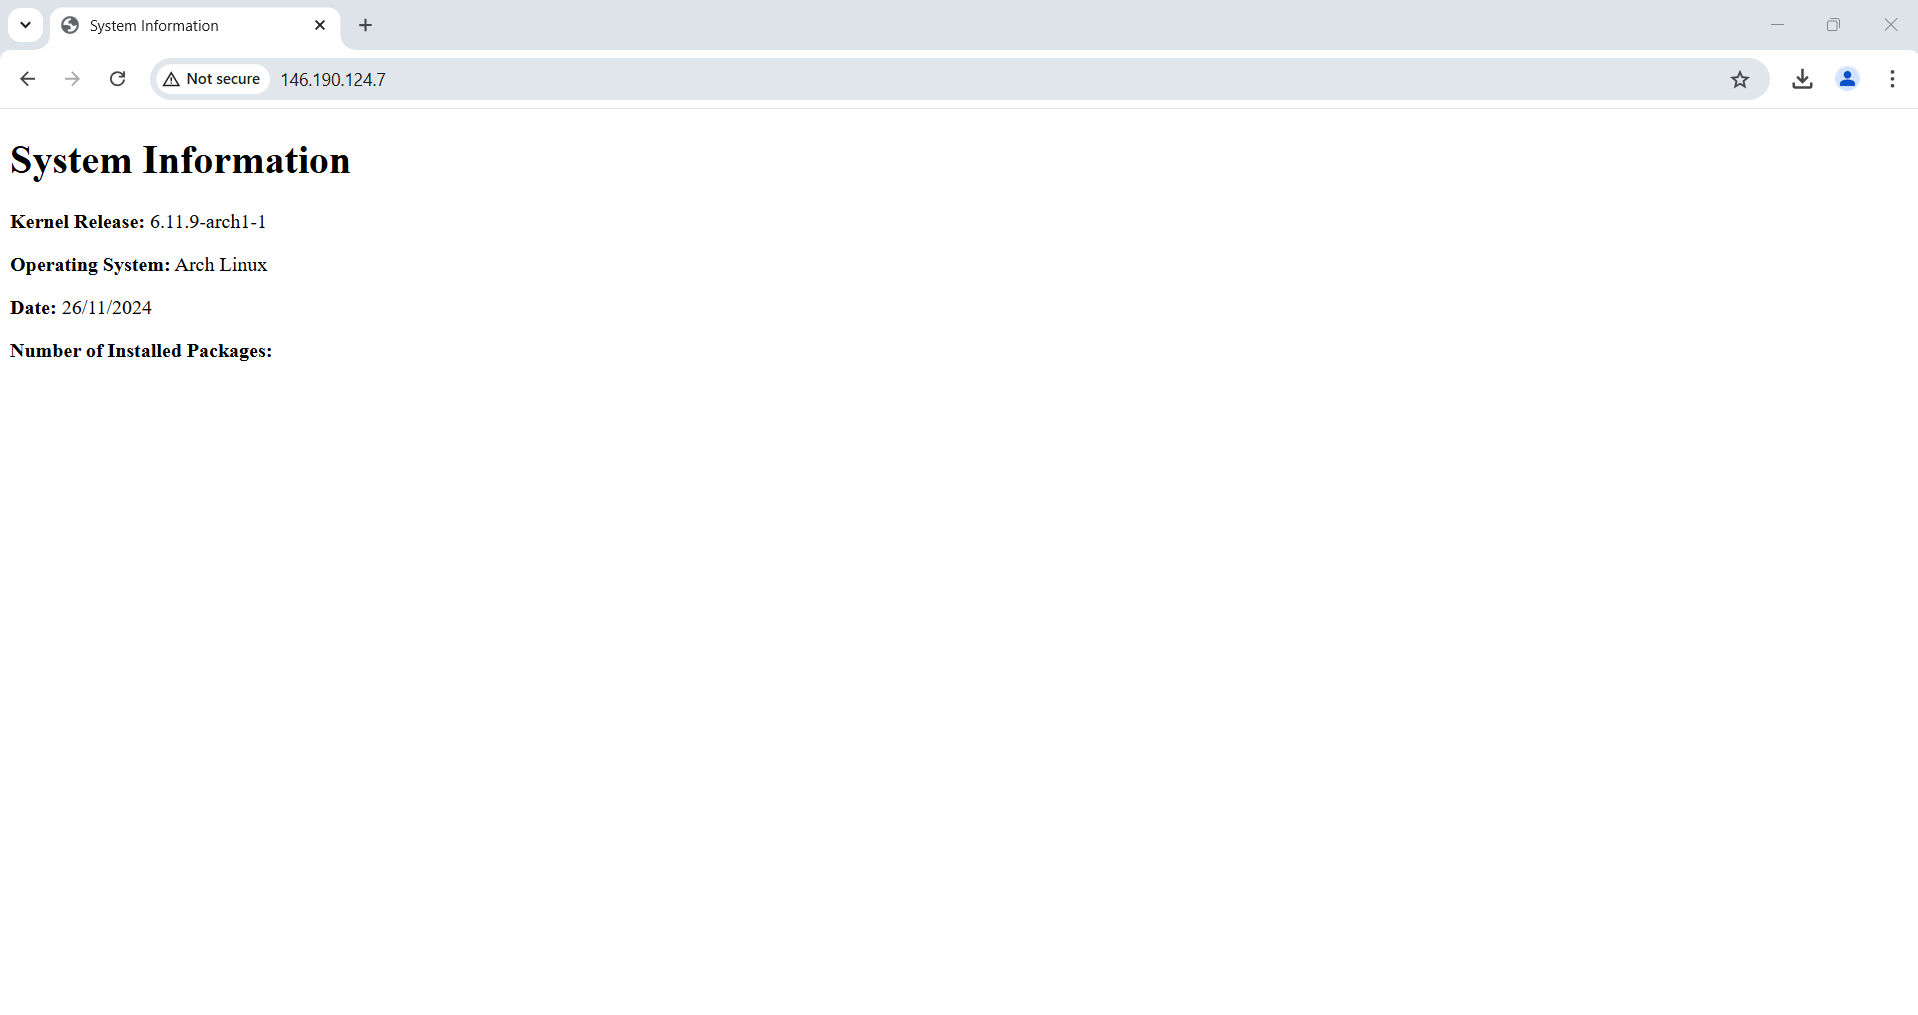 System Information
Not secure 146.190.124.7
System Information
Kernel Release: 6.11.9-arch1-1
Operating System: Arch Linux
Date: 26/11/2024
Number of Installed Packages: